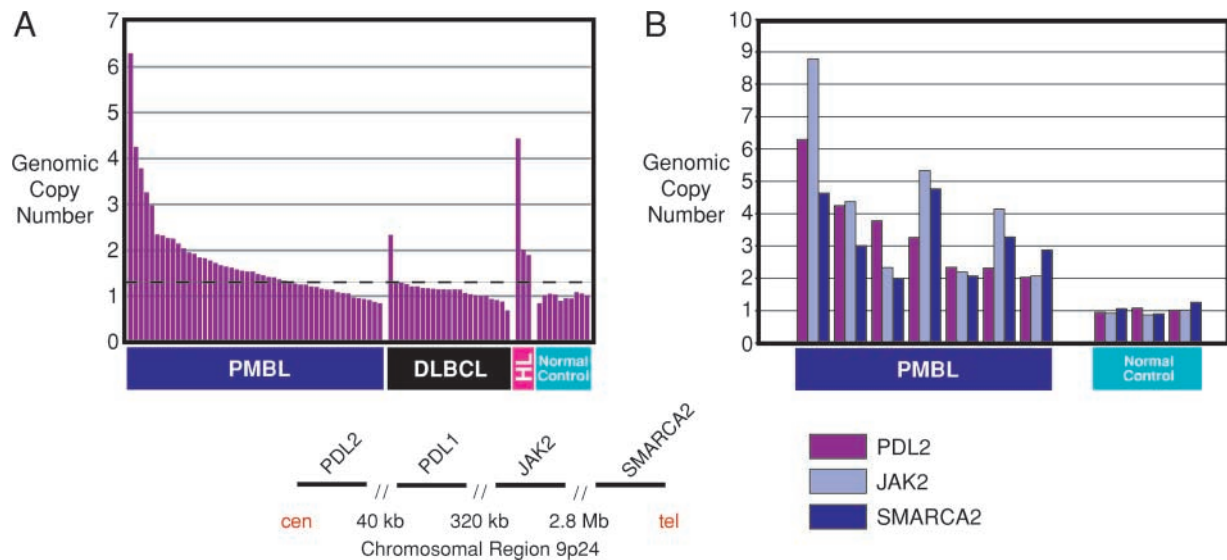 A
7
6
5
4
3
2
1
0
Genomic
Copy
Number
PMBL
DLBCL
HL
Normal
Control
B
10
9
8
7
6
5
4
3
2
1
0
Genomic
Copy
Number
PMBL
Normal
Control
PDL2
JAK2
SMARCA2
PDL2 PDL1 JAK2 SMARCA2
// // //
cen 40 kb 320 kb 2.8 Mb tel
Chromosomal Region 9p24